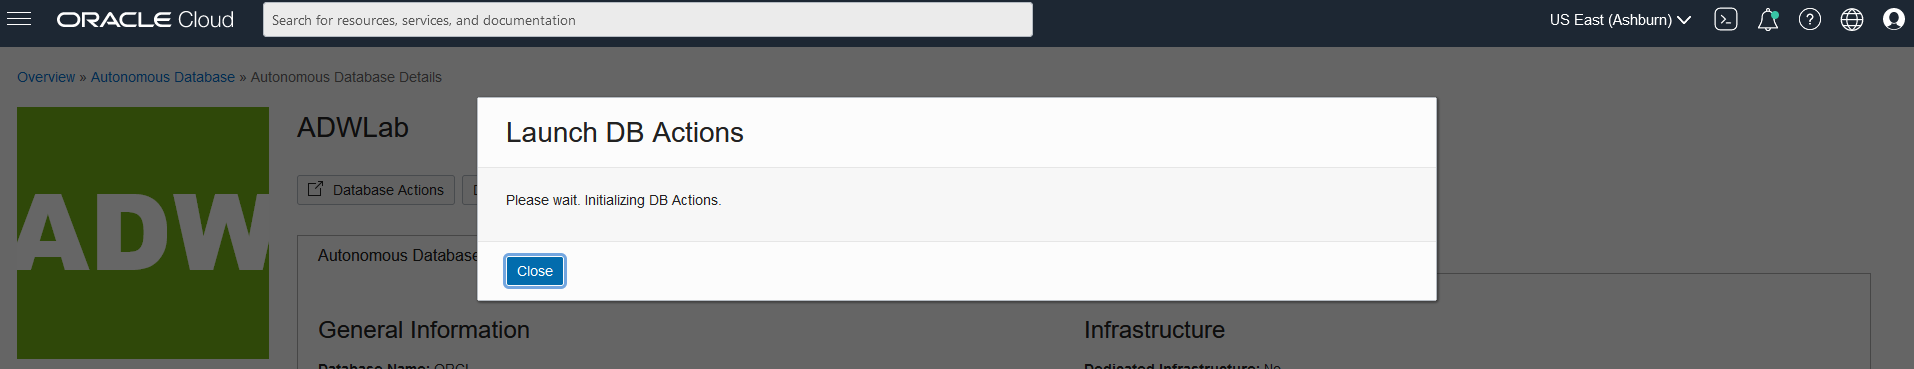 ORACLE Cloud
Search for resources, services, and documentation
US East (Ashburn)
Overview » Autonomous Database » Autonomous Database Details
ADW
ADWLab
Database Actions
Launch DB Actions
Please wait. Initializing DB Actions.
Close
Autonomous Database
General Information
Infrastructure
Database Name: ORCL
Dedicated Infrastructure: No